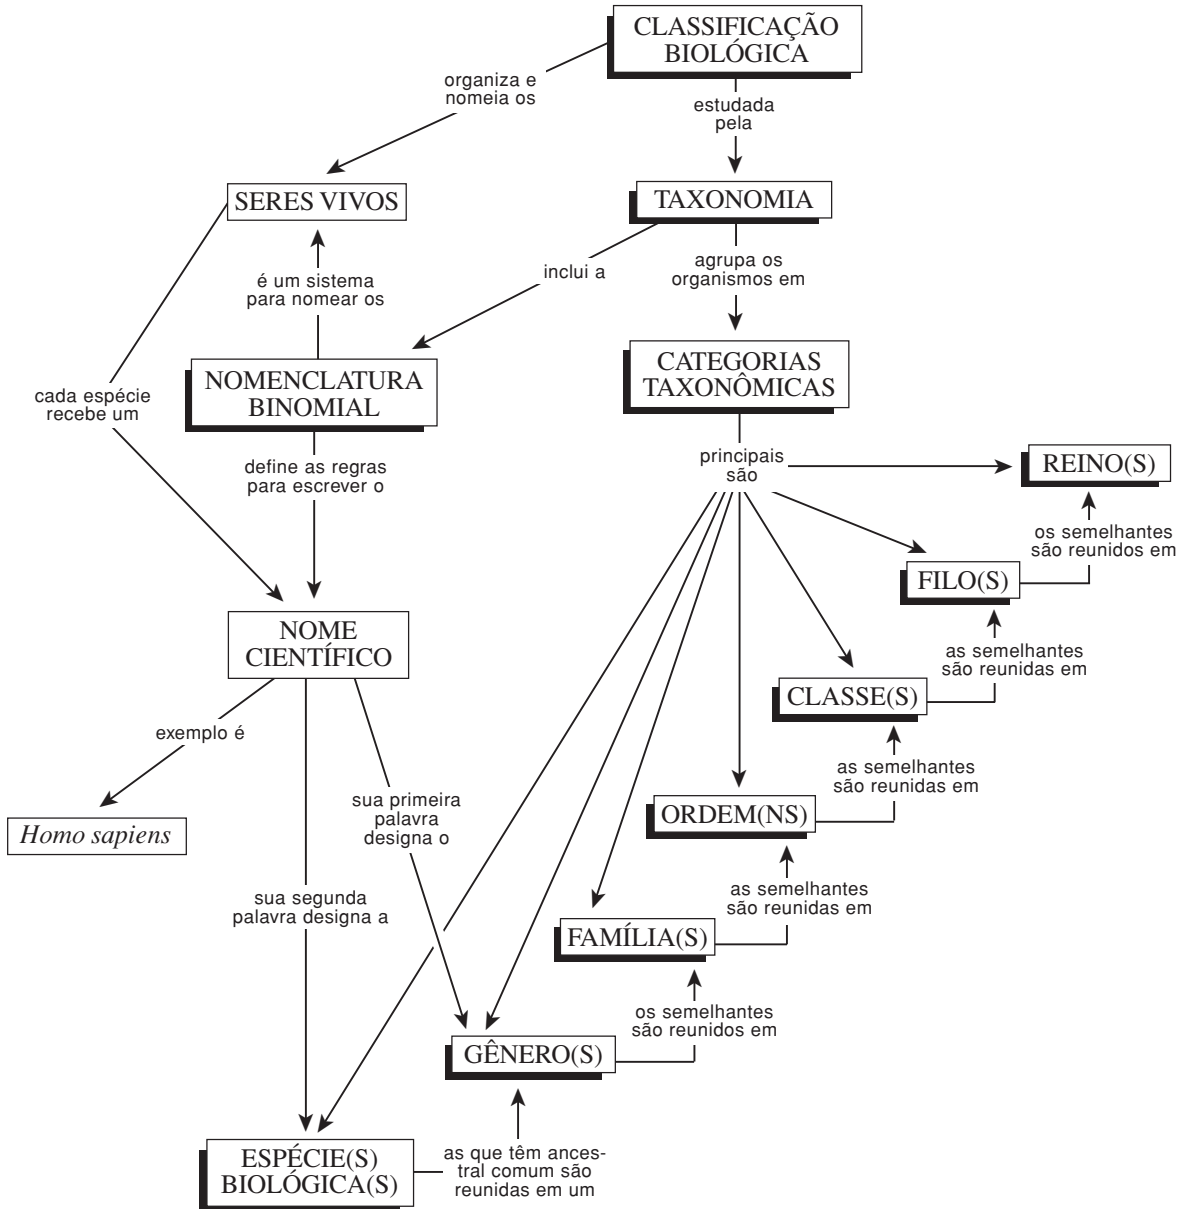 CLASSIFICAÇÃO
BIOLÓGICA
organiza e
nomeia os
estudada
pela
SERES VIVOS
TAXONOMIA
é um sistema
para nomear os
inclui a
agrupa os
organismos em
cada espécie
recebe um
NOMENCLATURA
BINOMIAL
CATEGORIAS
TAXONÔMICAS
define as regras
para escrever o
principais
são
REINO(S)
os semelhantes
são reunidos em
FILO(S)
NOME
CIENTÍFICO
as semelhantes
são reunidas em
CLASSE(S)
exemplo é
as semelhantes
são reunidas em
Homo sapiens
sua primeira
palavra
designa o
ORDEM(NS)
as semelhantes
são reunidas em
sua segunda
palavra designa a
FAMÍLIA(S)
os semelhantes
são reunidos em
GÊNERO(S)
ESPÉCIE(S)
BIOLÓGICA(S)
as que têm ances-
tral comum são
reunidas em um